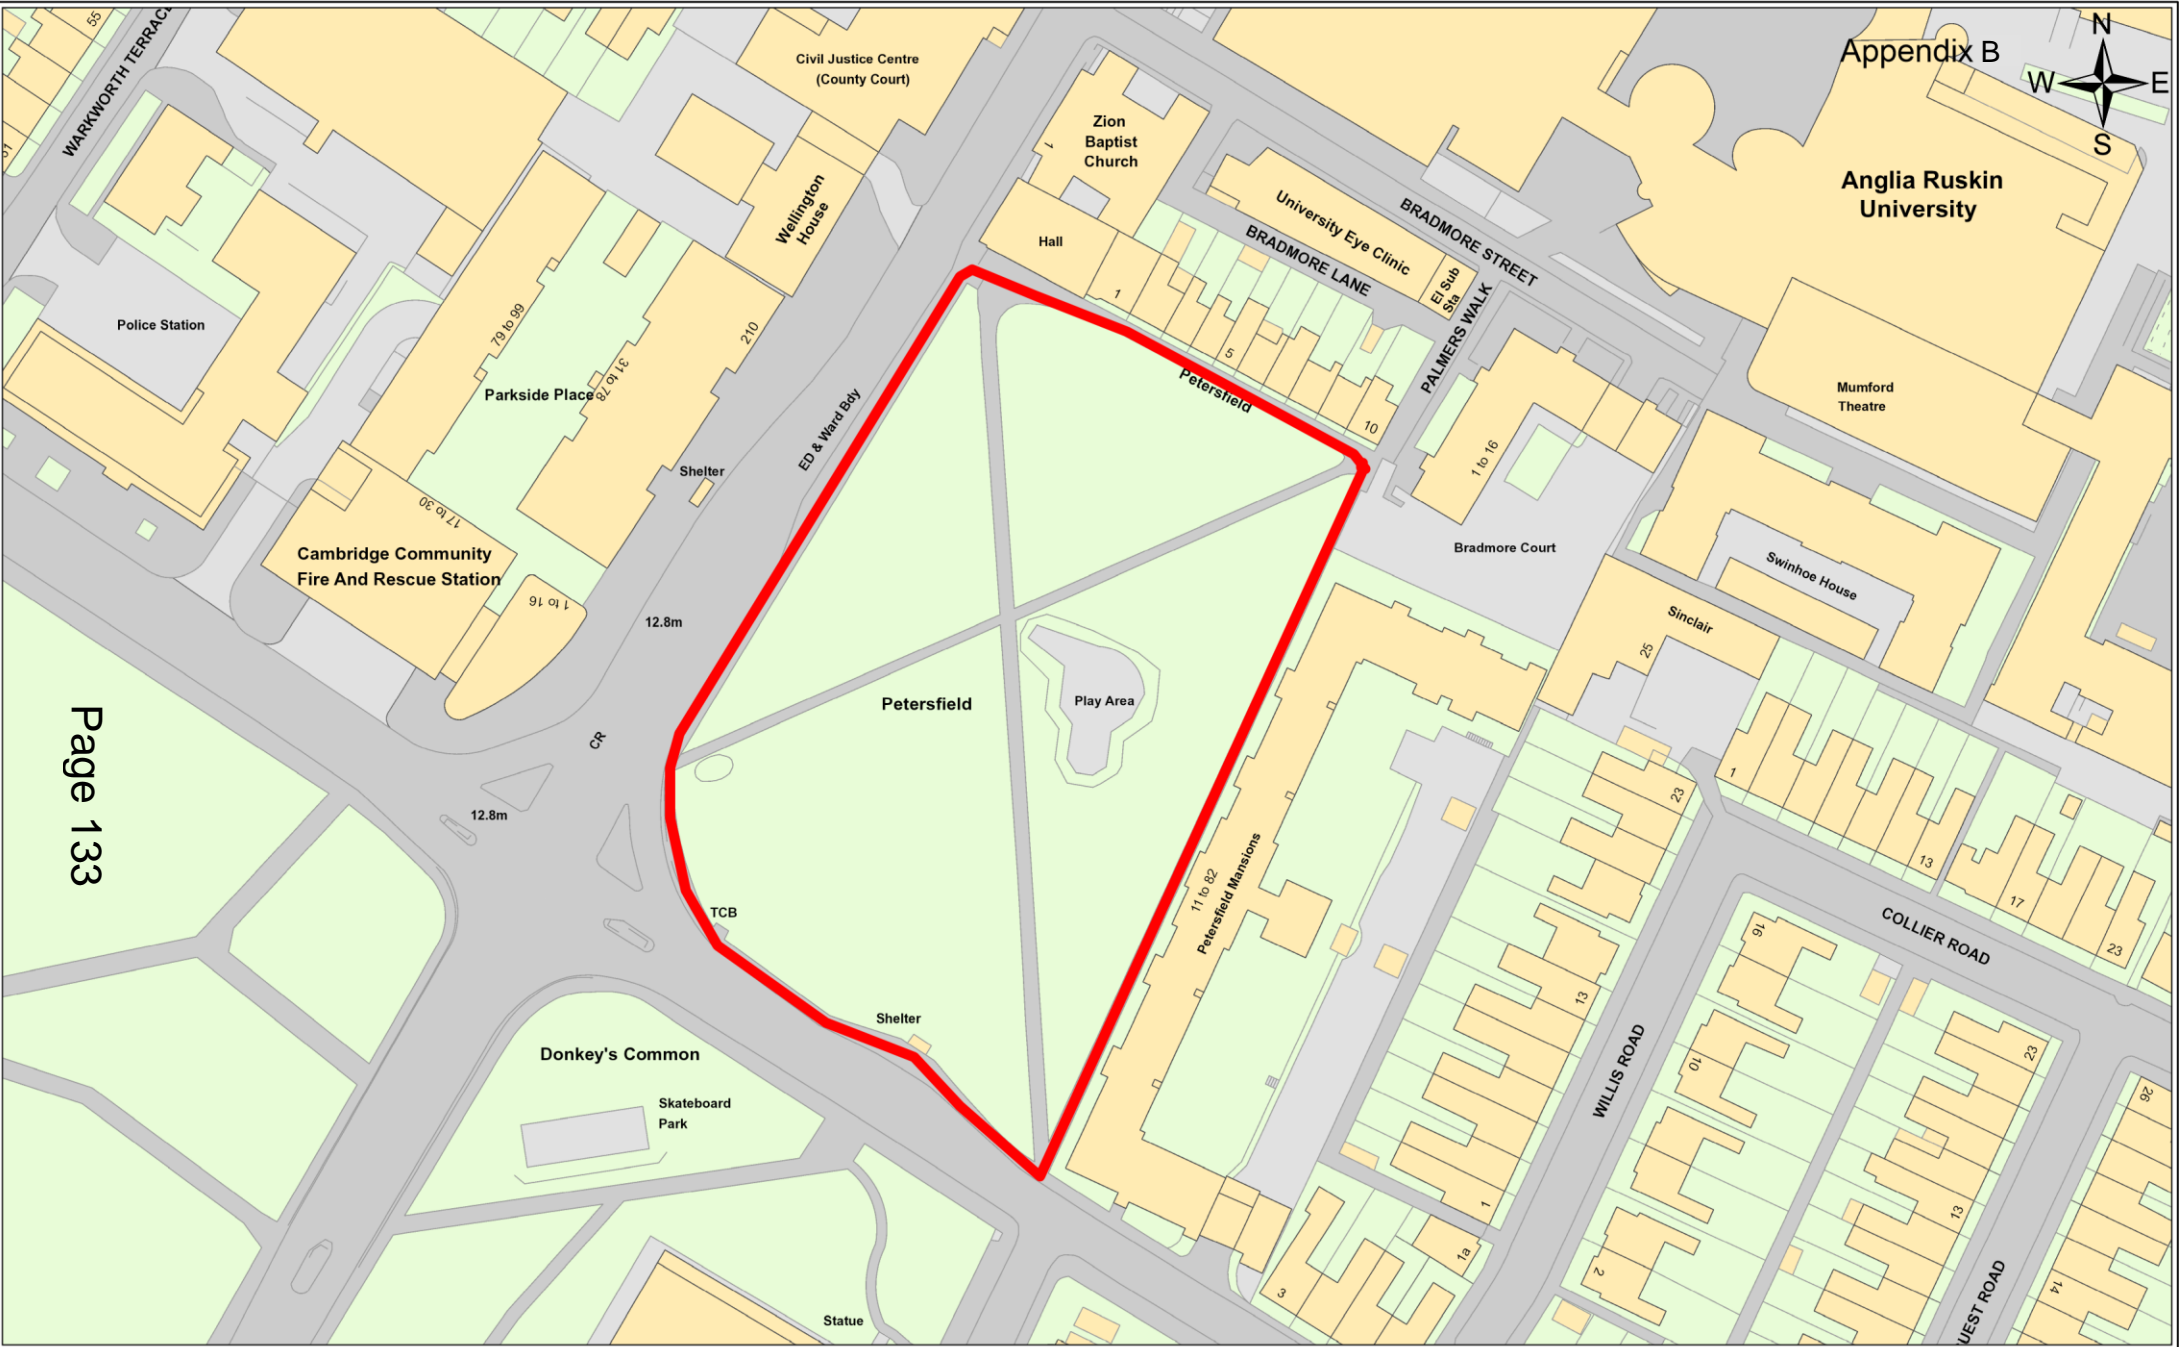 55
WARKWORTH TERRACE
51
Police Station
Civil Justice Centre
(County Court)
Wellington
House
210
79 to 99
Parkside Place
31 to 78
17 to 30
Cambridge Community
Fire And Rescue Station
1 to 16
Shelter
ED & Ward Bdy
12.8m
CR
12.8m
Page 133
Zion
Baptist
Church
1
Hall
1
5
10
Petersfield
University Eye Clinic
El Sub
Sta
BRADMORE LANE
BRADMORE STREET
PALMERS WALK
Appendix B
N
W
E
S
Anglia Ruskin
University
Mumford
Theatre
1 to 16
Bradmore Court
Swinhoe House
Sinclair
25
Petersfield
Play Area
TCB
Shelter
Donkey's Common
Skateboard
Park
Statue
11 to 82
Petersfield Mansions
23
13
1
1a
3
WILLIS ROAD
1
13
17
23
COLLIER ROAD
16
10
2
23
13
26
14
UEST ROAD